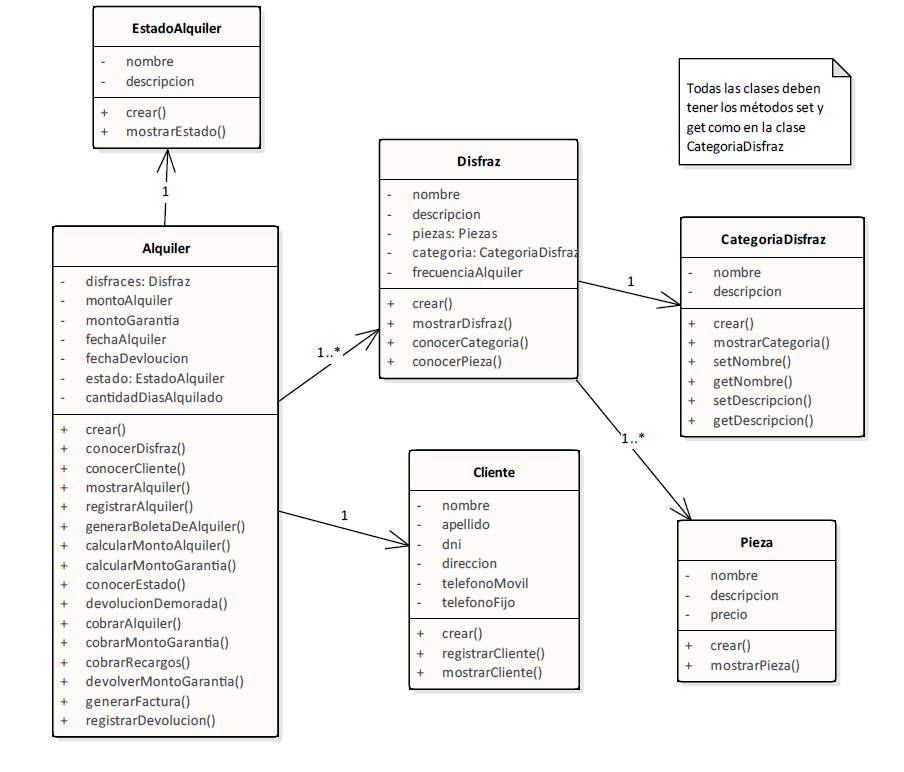 EstadoAlquiler
- nombre
- descripcion
+ crear()
+ mostrarEstado()
1
Alquiler
- disfraces: Disfraz
- montoAlquiler
- montoGarantia
- fechaAlquiler
- fechaDevloucion
- estado: EstadoAlquiler
- cantidadDiasAlquilado
+ crear()
+ conocerDisfraz()
+ conocerCliente()
+ mostrarAlquiler()
+ registrarAlquiler()
+ generarBoletaDeAlquiler()
+ calcularMontoAlquiler()
+ calcularMontoGarantia()
+ conocerEstado()
+ devolucionDemorada()
+ cobrarAlquiler()
+ cobrarMontoGarantia()
+ cobrarRecargos()
+ devolverMontoGarantia()
+ generarFactura()
+ registrarDevolucion()
1..*
1
Disfraz
- nombre
- descripcion
- piezas: Piezas
- categoria: CategoriaDisfraz
- frecuenciaAlquiler
+ crear()
+ mostrarDisfraz()
+ conocerCategoria()
+ conocerPieza()
1
1..*
Cliente
- nombre
- apellido
- dni
- direccion
- telefonoMovil
- telefonoFijo
+ crear()
+ registrarCliente()
+ mostrarCliente()
Todas las clases deben
tener los métodos set y
get como en la clase
CategoriaDisfraz
CategoriaDisfraz
- nombre
- descripcion
+ crear()
+ mostrarCategoria()
+ setNombre()
+ getNombre()
+ setDescripcion()
+ getDescripcion()
Pieza
- nombre
- descripcion
- precio
+ crear()
+ mostrarPieza()